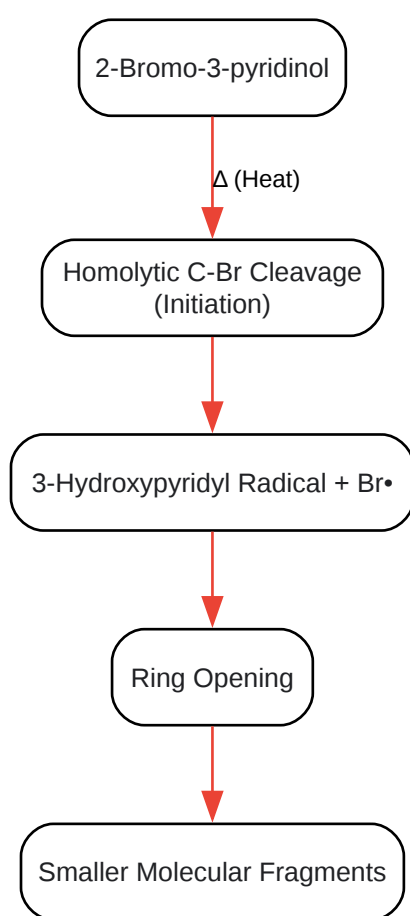 2-Bromo-3-pyridinol
Δ (Heat)
Homolytic C-Br Cleavage
(Initiation)
3-Hydroxypyridyl Radical + Br•
Ring Opening
Smaller Molecular Fragments